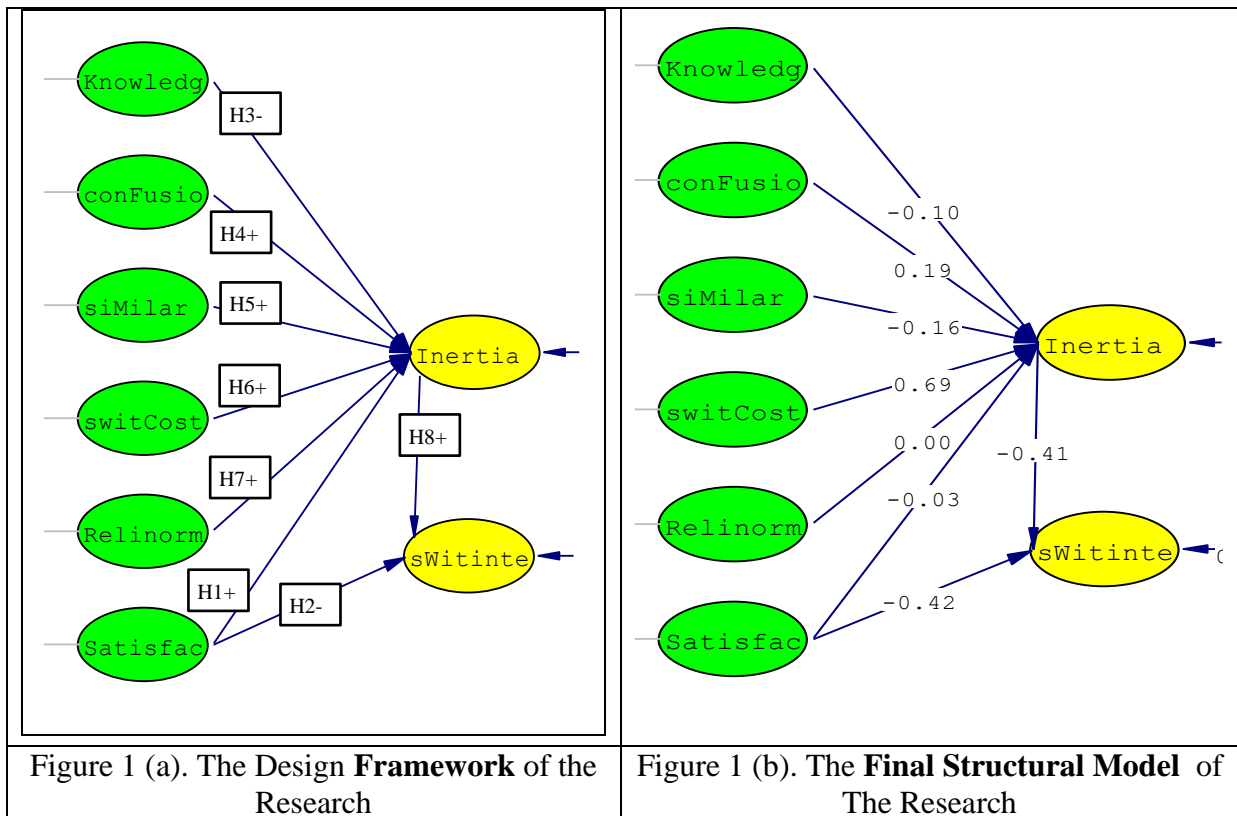 Knowledg
H3-
conFusio
H4+
siMilar
H5+
Inertia
H6+
switCost
H8+
H7+
Relinorm
sWitinte
H1+
H2-
Satisfac
Figure 1 (a). The Design Framework of the
Research
Knowledg
conFusio
-0.10
0.19
siMilar
-0.16
Inertia
0.69
switCost
0.00
-0.41
-0.03
Relinorm
sWitinte
-0.42
Satisfac
Figure 1 (b). The Final Structural Model of
The Research